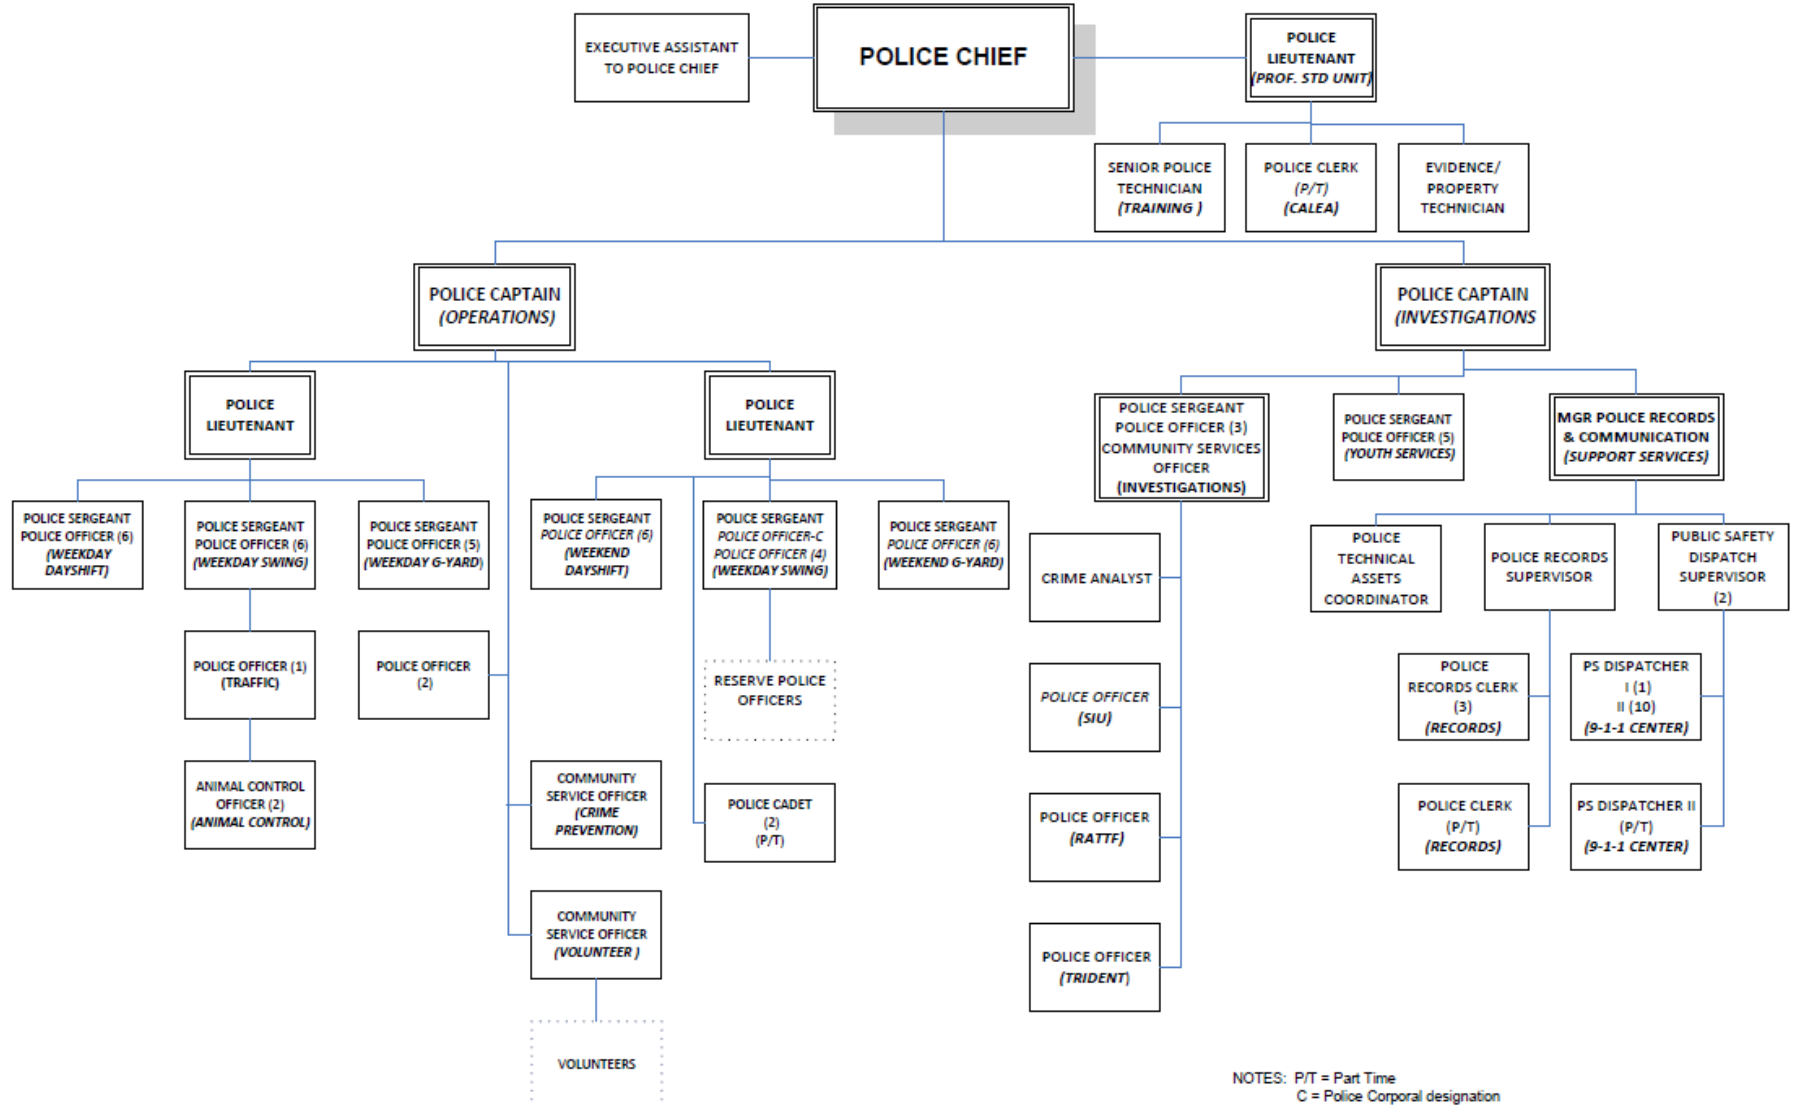 EXECUTIVE ASSISTANT
TO POLICE CHIEF
POLICE CHIEF
POLICE
LIEUTENANT
(PROF. STD UNIT)
SENIOR POLICE
TECHNICIAN
(TRAINING )
POLICE CLERK
(P/T)
(CALEA)
EVIDENCE/
PROPERTY
TECHNICIAN
POLICE CAPTAIN
(OPERATIONS)
POLICE CAPTAIN
(INVESTIGATIONS
POLICE
LIEUTENANT
POLICE
LIEUTENANT
POLICE SERGEANT
POLICE OFFICER (3)
COMMUNITY SERVICES
OFFICER
(INVESTIGATIONS)
POLICE SERGEANT
POLICE OFFICER (5)
(YOUTH SERVICES)
MGR POLICE RECORDS
& COMMUNICATION
(SUPPORT SERVICES)
POLICE SERGEANT
POLICE OFFICER (6)
(WEEKDAY
DAYSHIFT)
POLICE SERGEANT
POLICE OFFICER (6)
(WEEKDAY SWING)
POLICE SERGEANT
POLICE OFFICER (5)
(WEEKDAY G-YARD)
POLICE SERGEANT
POLICE OFFICER (6)
(WEEKEND
DAYSHIFT)
POLICE SERGEANT
POLICE OFFICER-C
POLICE OFFICER (4)
(WEEKDAY SWING)
POLICE SERGEANT
POLICE OFFICER (6)
(WEEKEND G-YARD)
CRIME ANALYST
POLICE
TECHNICAL
ASSETS
COORDINATOR
POLICE RECORDS
SUPERVISOR
PUBLIC SAFETY
DISPATCH
SUPERVISOR
(2)
POLICE OFFICER (1)
(TRAFFIC)
POLICE OFFICER
(2)
RESERVE POLICE
OFFICERS
POLICE OFFICER
(SIU)
POLICE
RECORDS CLERK
(3)
(RECORDS)
PS DISPATCHER
I (1)
II (10)
(9-1-1 CENTER)
ANIMAL CONTROL
OFFICER (2)
(ANIMAL CONTROL)
COMMUNITY
SERVICE OFFICER
(CRIME
PREVENTION)
POLICE CADET
(2)
(P/T)
POLICE OFFICER
(RATTF)
POLICE CLERK
(P/T)
(RECORDS)
PS DISPATCHER II
(P/T)
(9-1-1 CENTER)
COMMUNITY
SERVICE OFFICER
(VOLUNTEER )
POLICE OFFICER
(TRIDENT)
VOLUNTEERS
NOTES: P/T = Part Time
C = Police Corporal designation